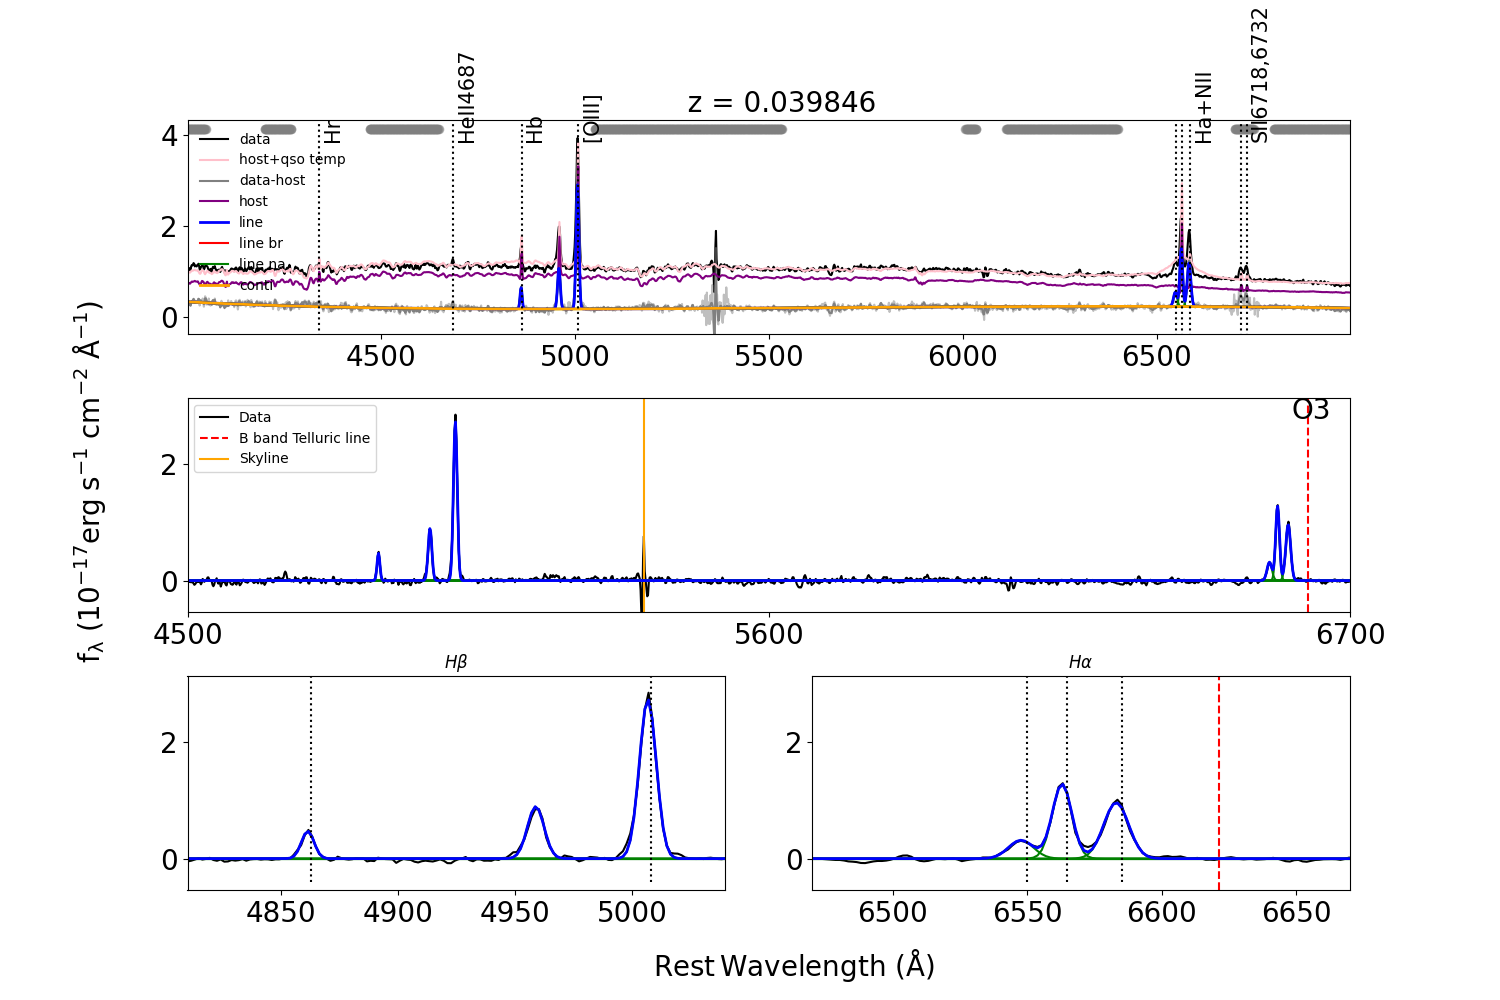 z = 0.039846
Hr
HeII4687
Hb
[OIII]
Ha+NII
SII6718,6732
data
host+qso temp
data-host
host
line
line br
line na
conti
4
2
0
4500
5000
5500
6000
6500
f_λ (10⁻¹⁷erg s⁻¹ cm⁻² Å⁻¹)
Data
B band Telluric line
Skyline
O3
2
0
4500
5600
6700
Hβ
2
0
4850
4900
4950
5000
Hα
2
0
6500
6550
6600
6650
Rest Wavelength (Å)